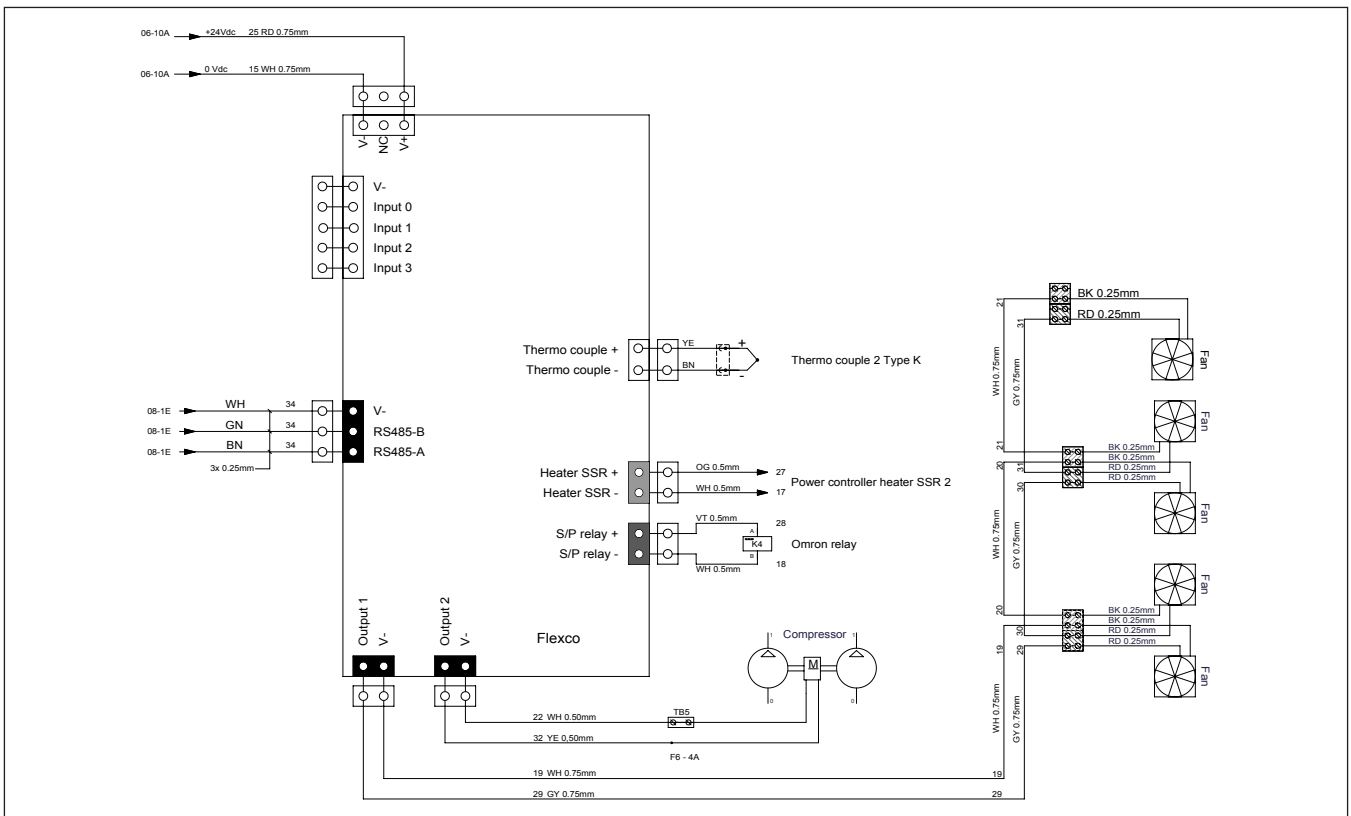 06-10A +24Vdc 25 RD 0.75mm
06-10A 0 Vdc 15 WH 0.75mm
V-
NC
V+
V-
Input 0
Input 1
Input 2
Input 3
Thermo couple + YE +
Thermo couple - BN -
Thermo couple 2 Type K
08-1E WH 34 V-
08-1E GN 34 RS485-B
08-1E BN 34 RS485-A
3x 0.25mm
Heater SSR + OG 0.5mm 27
Heater SSR - WH 0.5mm 17
Power controller heater SSR 2
S/P relay + VT 0.5mm 28
A
K4
B
Omron relay
S/P relay - WH 0.5mm 18
Output 1
V-
Output 2
V-
Flexco
1 Compressor 1
M
0 0
22 WH 0.50mm TB5
32 YE 0,50mm
F6 - 4A
19 WH 0.75mm 19
29 GY 0.75mm 29
21
BK 0.25mm
31
RD 0.25mm
Fan
WH 0.75mm
GY 0.75mm
Fan
21
BK 0.25mm
20
BK 0.25mm
31
RD 0.25mm
30
RD 0.25mm
Fan
WH 0.75mm
GY 0.75mm
Fan
20
BK 0.25mm
BK 0.25mm
30
RD 0.25mm
19
29
RD 0.25mm
Fan
WH 0.75mm
GY 0.75mm